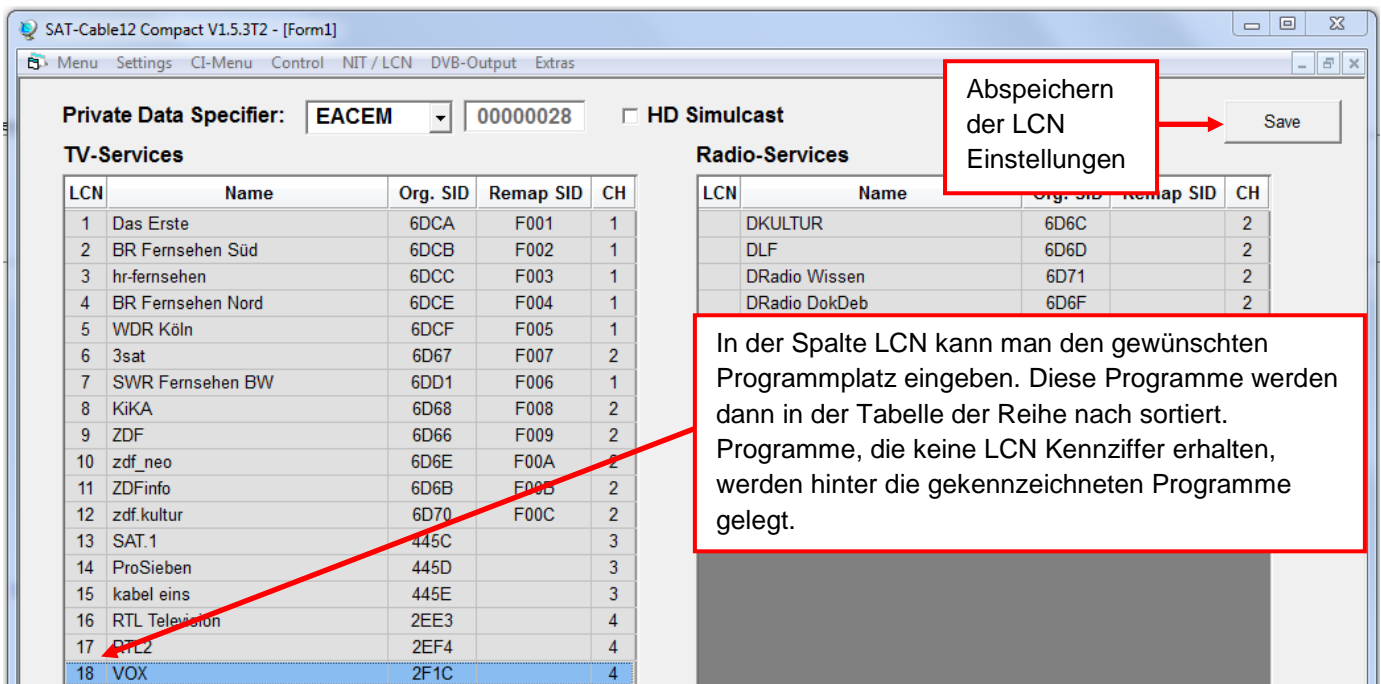 SAT-Cable12 Compact V1.5.3T2 - [Form1]
Menu Settings CI-Menu Control NIT / LCN DVB-Output Extras
Private Data Specifier: EACEM 00000028 HD Simulcast
Abspeichern
der LCN
Einstellungen
Save
TV-Services
LCN Name Org. SID Remap SID CH
1 Das Erste 6DCA F001 1
2 BR Fernsehen Süd 6DCB F002 1
3 hr-fernsehen 6DCC F003 1
4 BR Fernsehen Nord 6DCE F004 1
5 WDR Köln 6DCF F005 1
6 3sat 6D67 F007 2
7 SWR Fernsehen BW 6DD1 F006 1
8 KiKA 6D68 F008 2
9 ZDF 6D66 F009 2
10 zdf_neo 6D6E F00A 2
11 ZDFinfo 6D6B F00B 2
12 zdf.kultur 6D70 F00C 2
13 SAT.1 445C 3
14 ProSieben 445D 3
15 kabel eins 445E 3
16 RTL Television 2EE3 4
17 RTL2 2EF4 4
18 VOX 2F1C 4
Radio-Services
LCN Name Org. SID Remap SID CH
DKULTUR 6D6C 2
DLF 6D6D 2
DRadio Wissen 6D71 2
DRadio DokDeb 6D6F 2
In der Spalte LCN kann man den gewünschten
Programmplatz eingeben. Diese Programme werden
dann in der Tabelle der Reihe nach sortiert.
Programme, die keine LCN Kennziffer erhalten,
werden hinter die gekennzeichneten Programme
gelegt.